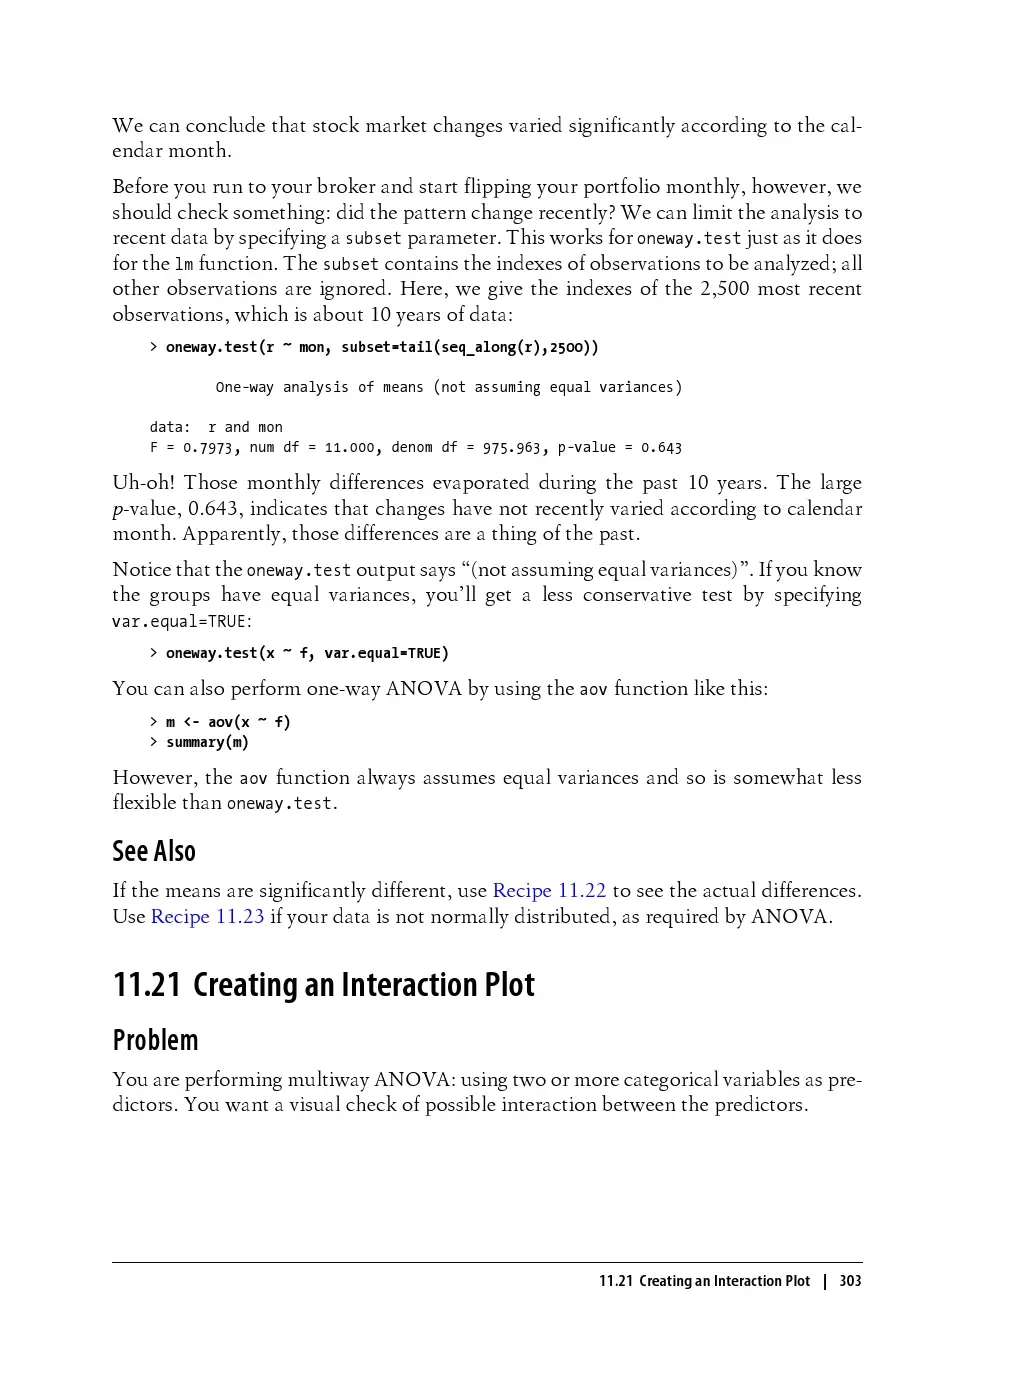 We can conclude that stock market changes varied significantly according to the cal-
endar month.
Before you run to your broker and start flipping your portfolio monthly, however, we
should check something: did the pattern change recently? We can limit the analysis to
recent data by specifying a subset parameter. This works for oneway.test just as it does
for the lm function. The subset contains the indexes of observations to be analyzed; all
other observations are ignored. Here, we give the indexes of the 2,500 most recent
observations, which is about 10 years of data:
> oneway.test(r ~ mon, subset=tail(seq_along(r),2500))
One-way analysis of means (not assuming equal variances)
data:  r and mon
F = 0.7973, num df = 11.000, denom df = 975.963, p-value = 0.643
Uh-oh! Those monthly differences evaporated during the past 10 years. The large
p-value, 0.643, indicates that changes have not recently varied according to calendar
month. Apparently, those differences are a thing of the past.
Notice that the oneway.test output says “(not assuming equal variances)”. If you know
the groups have equal variances, you’ll get a less conservative test by specifying
var.equal=TRUE:
> oneway.test(x ~ f, var.equal=TRUE)
You can also perform one-way ANOVA by using the aov function like this:
> m <- aov(x ~ f)
> summary(m)
However, the aov function always assumes equal variances and so is somewhat less
flexible than oneway.test.
See Also
If the means are significantly different, use Recipe 11.22 to see the actual differences.
Use Recipe 11.23 if your data is not normally distributed, as required by ANOVA.
11.21 Creating an Interaction Plot
Problem
You are performing multiway ANOVA: using two or more categorical variables as pre-
dictors. You want a visual check of possible interaction between the predictors.
11.21 Creating an Interaction Plot | 303